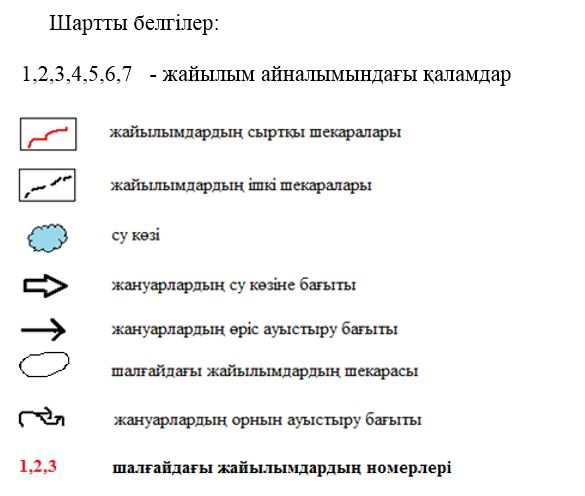 Шартты белгілер:
1,2,3,4,5,6,7 - жайылым айналымындағы қаламдар
жайылымдардың сыртқы шекаралары
жайылымдардың ішкі шекаралары
су көзі
жануарлардың су көзіне бағыты
жануарлардың өріс ауыстыру бағыты
шалғайдағы жайылымдардың шекарасы
жануарлардың орнын ауыстыру бағыты
1,2,3 шалғайдағы жайылымдардың номерлері